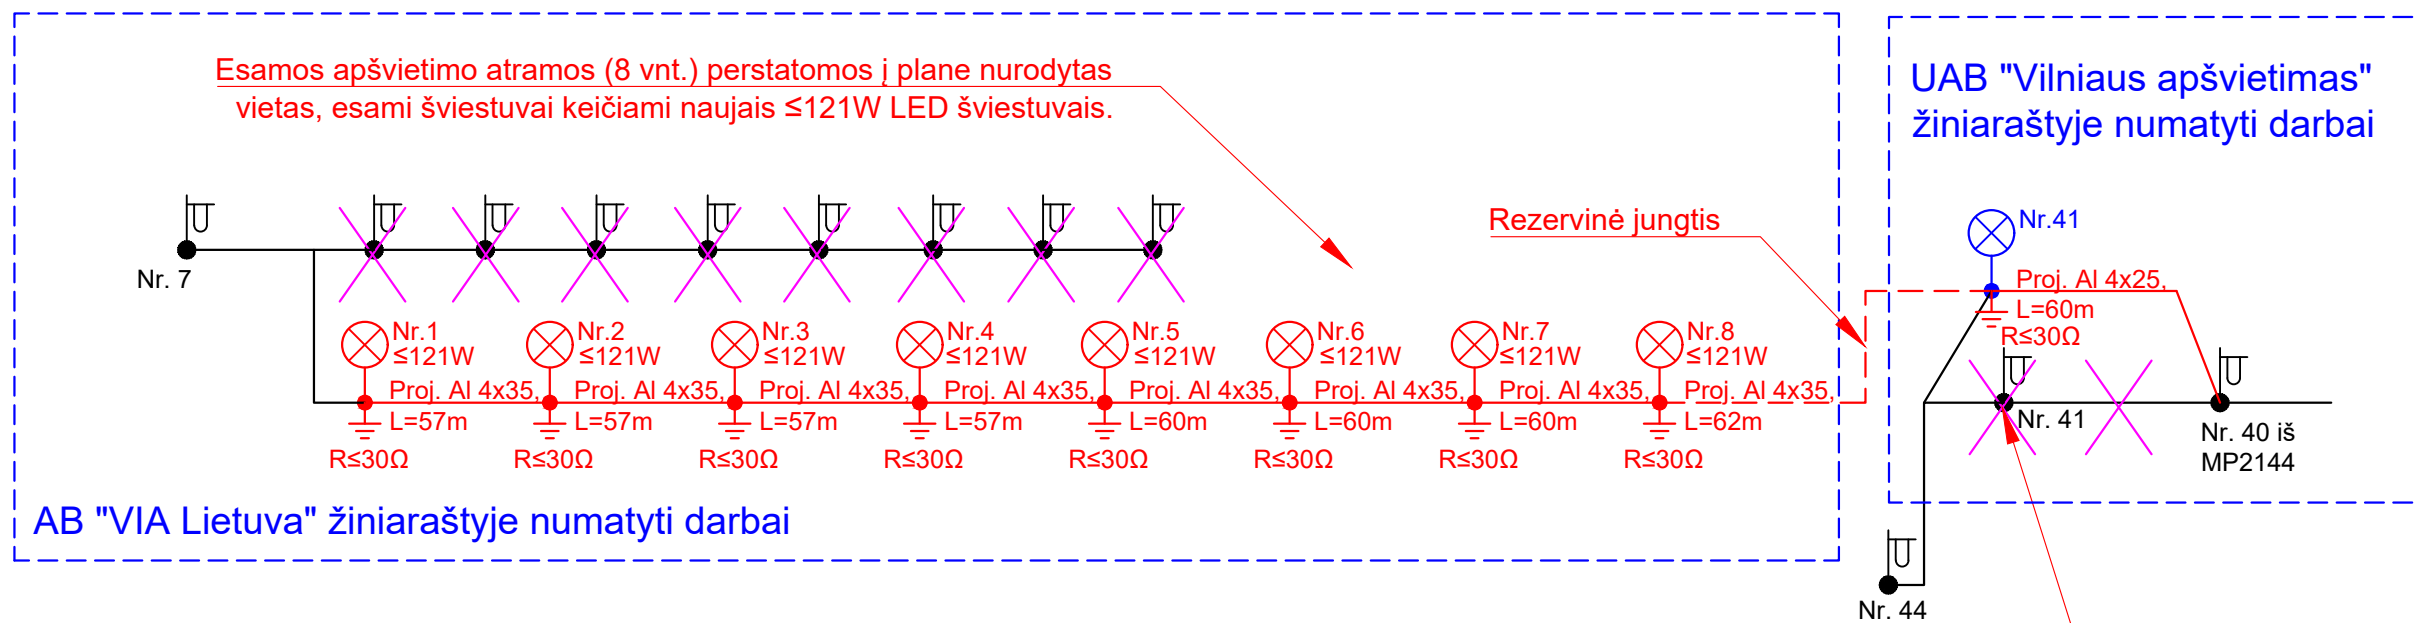 Esamos apšvietimo atramos (8 vnt.) perstatomos į plane nurodytas
vietas, esami šviestuvai keičiami naujais ≤121W LED šviestuvais.
UAB "Vilniaus apšvietimas"
žiniaraštyje numatyti darbai
Rezervinė jungtis
Nr.41
Nr. 7
Proj. Al 4x25,
L=60m
R≤30Ω
Nr.1
≤121W
Nr.2
≤121W
Nr.3
≤121W
Nr.4
≤121W
Nr.5
≤121W
Nr.6
≤121W
Nr.7
≤121W
Nr.8
≤121W
Proj. Al 4x35,
L=57m
Proj. Al 4x35,
L=57m
Proj. Al 4x35,
L=57m
Proj. Al 4x35,
L=57m
Proj. Al 4x35,
L=60m
Proj. Al 4x35,
L=60m
Proj. Al 4x35,
L=60m
Proj. Al 4x35,
L=62m
R≤30Ω
R≤30Ω
R≤30Ω
R≤30Ω
R≤30Ω
R≤30Ω
R≤30Ω
R≤30Ω
Nr. 41
Nr. 40 iš
MP2144
AB "VIA Lietuva" žiniaraštyje numatyti darbai
Nr. 44